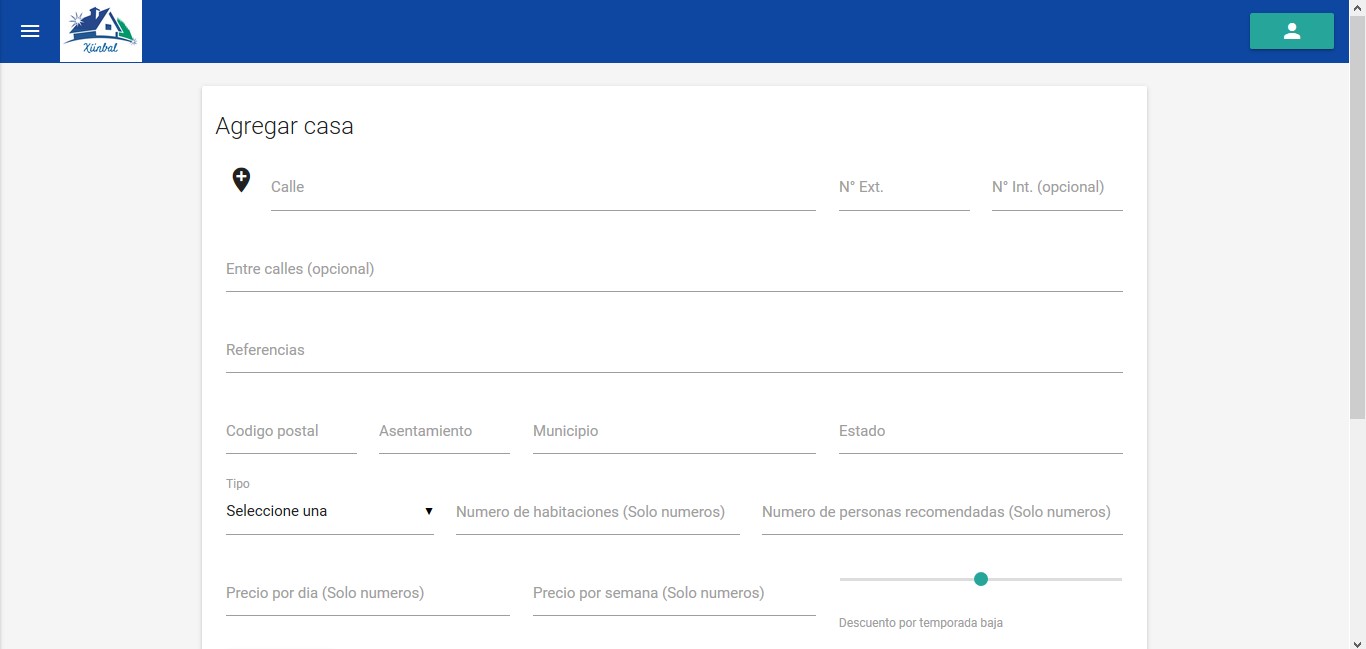 Xíinbal
Agregar casa
Calle N° Ext. N° Int. (opcional)
Entre calles (opcional)
Referencias
Codigo postal Asentamiento Municipio Estado
Tipo
Seleccione una Numero de habitaciones (Solo numeros) Numero de personas recomendadas (Solo numeros)
Precio por dia (Solo numeros) Precio por semana (Solo numeros)
Descuento por temporada baja